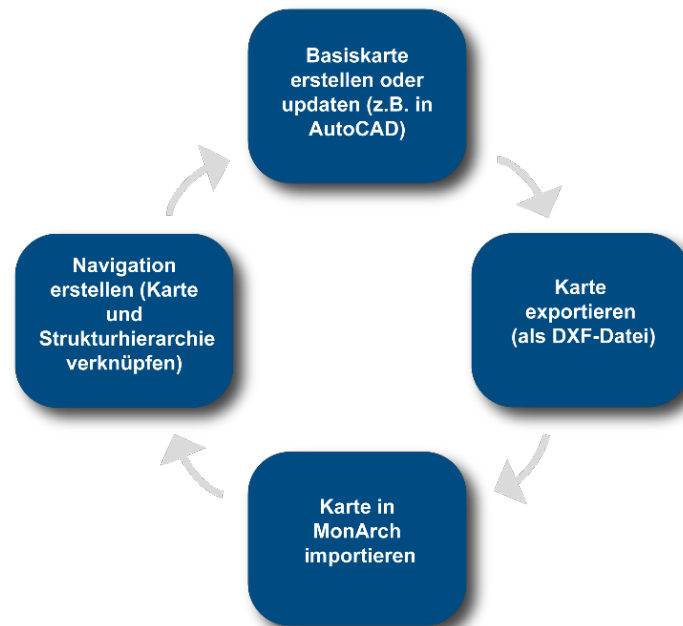 Basiskarte
erstellen oder
updaten (z.B. in
AutoCAD)
Karte
exportieren
(als DXF-Datei)
Karte in
MonArch
importieren
Navigation
erstellen (Karte
und
Strukturhierarchie
verknüpfen)